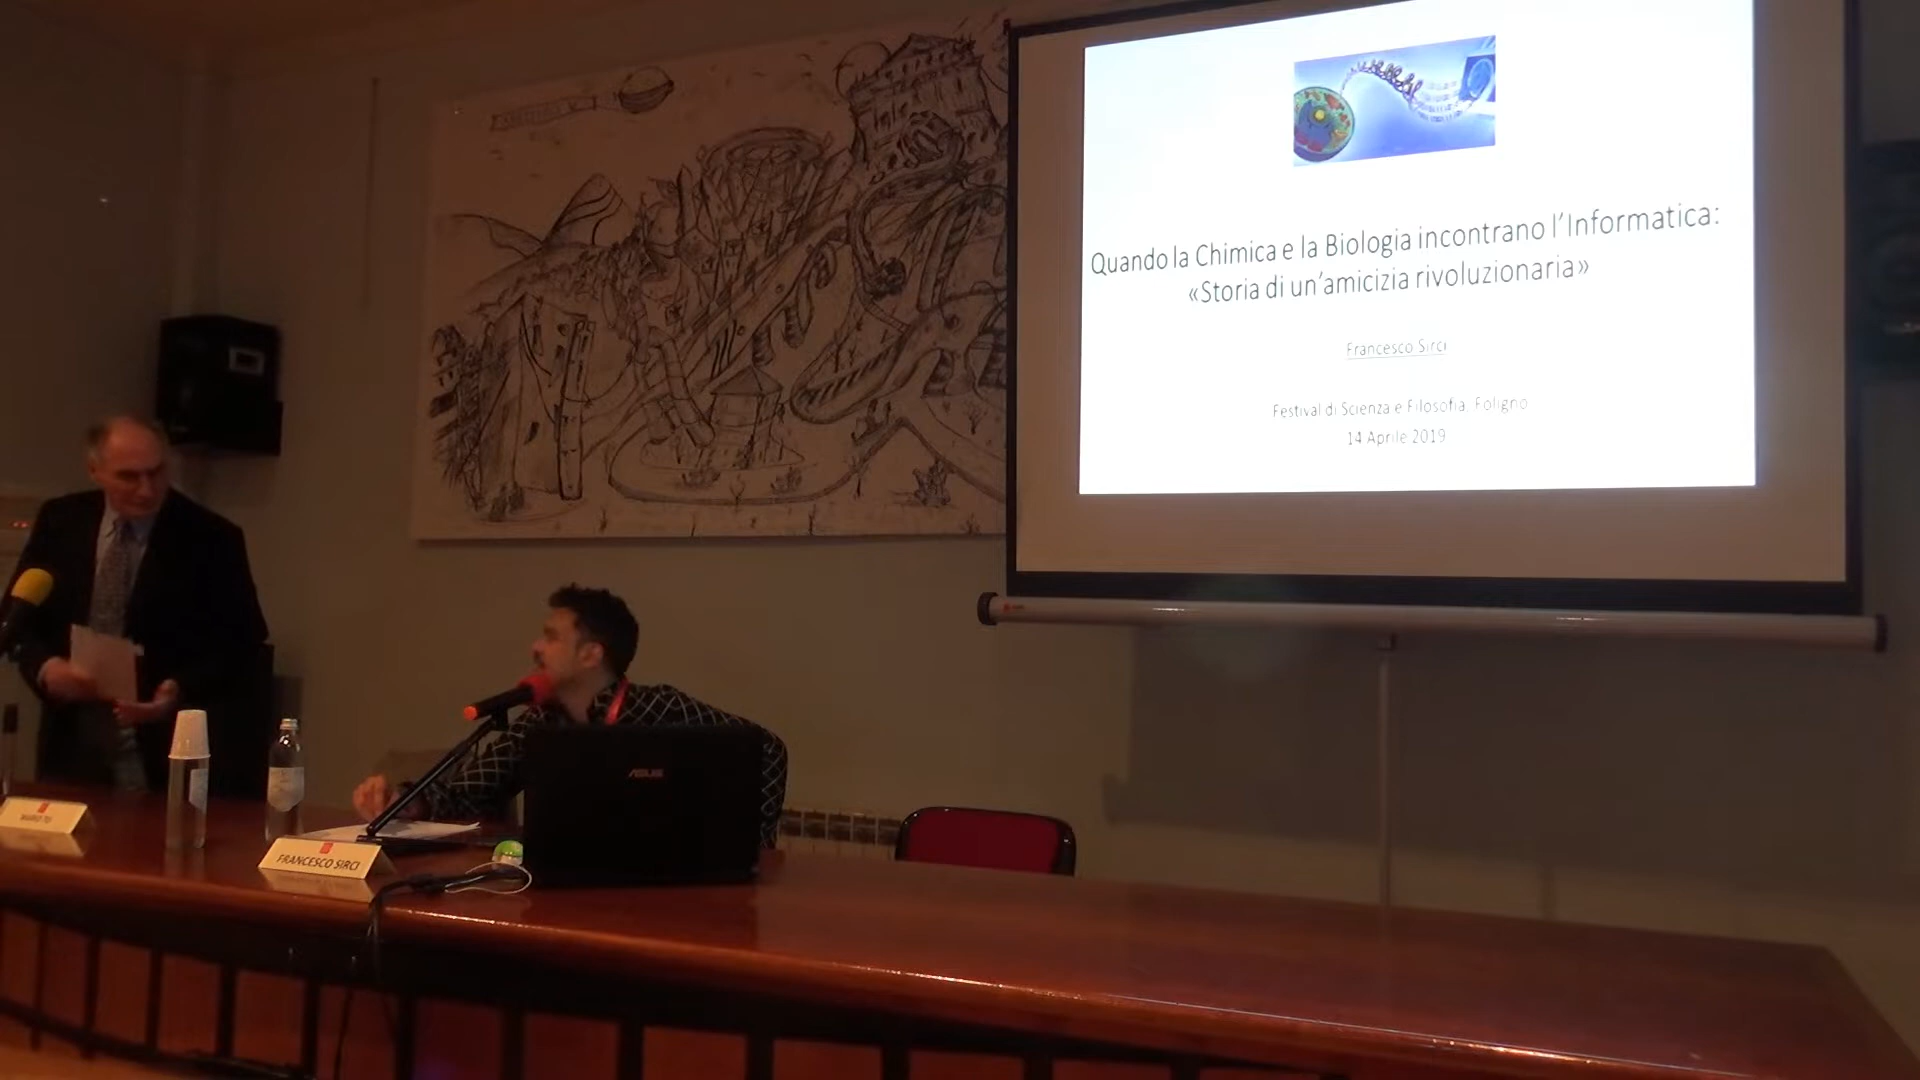 Quando la Chimica e la Biologia incontrano l'Informatica:
«Storia di un'amicizia rivoluzionaria»
Francesco Sirci
Festival di Scienza e Filosofia, Foligno
14 Aprile 2019
ASUS
FRANCESCO SIRCI